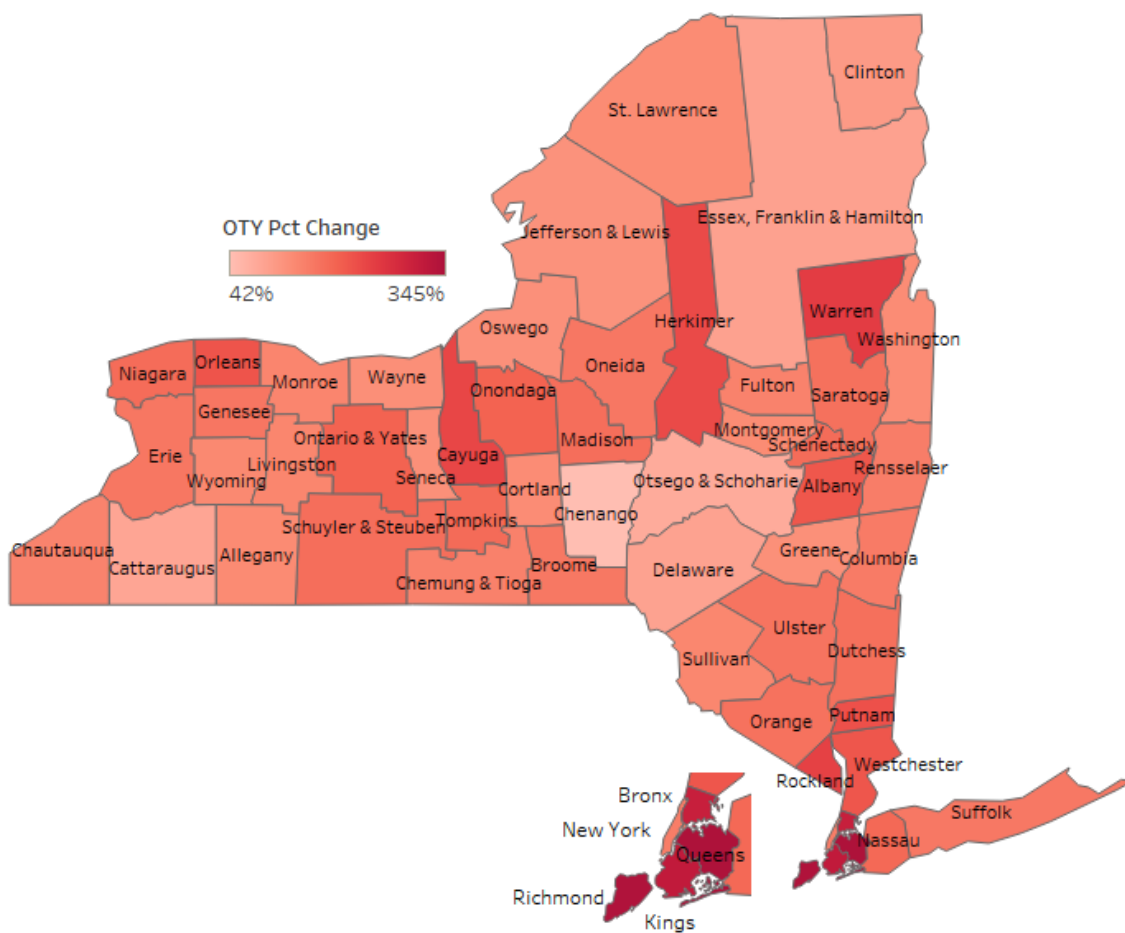 Clinton
St. Lawrence
Essex, Franklin & Hamilton
OTY Pct Change
Jefferson & Lewis
42%
345%
Warren
Herkimer
Oswego
Washington
Orleans
Oneida
Niagara
Wayne
Monroe
Fulton
Onondaga
Saratoga
Genesee
Montgomery
Ontario & Yates
Madison
Schenectady
Erie
Cayuga
Livingston
Rensselaer
Seneca
Wyoming
Otsego & Schoharie
Albany
Cortland
Chenango
Tompkins
Schuyler & Steuben
Chautauqua
Allegany
Greene
Columbia
Cattaraugus
Broome
Delaware
Chemung & Tioga
Ulster
Dutchess
Sullivan
Putnam
Orange
Westchester
Rockland
Bronx
Suffolk
New York
Nassau
Queens
Richmond
Kings